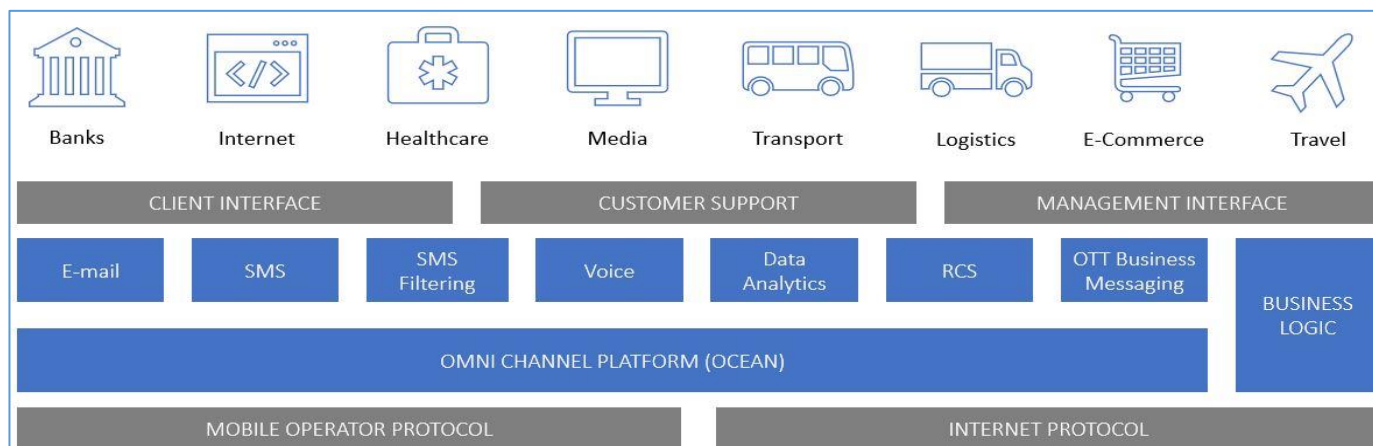 </>
Banks Internet Healthcare Media Transport Logistics E-Commerce Travel
CLIENT INTERFACE CUSTOMER SUPPORT MANAGEMENT INTERFACE
E-mail
SMS
SMS
Filtering
Voice
Data
Analytics
RCS
OTT Business
Messaging
BUSINESS
LOGIC
OMNI CHANNEL PLATFORM (OCEAN)
MOBILE OPERATOR PROTOCOL INTERNET PROTOCOL